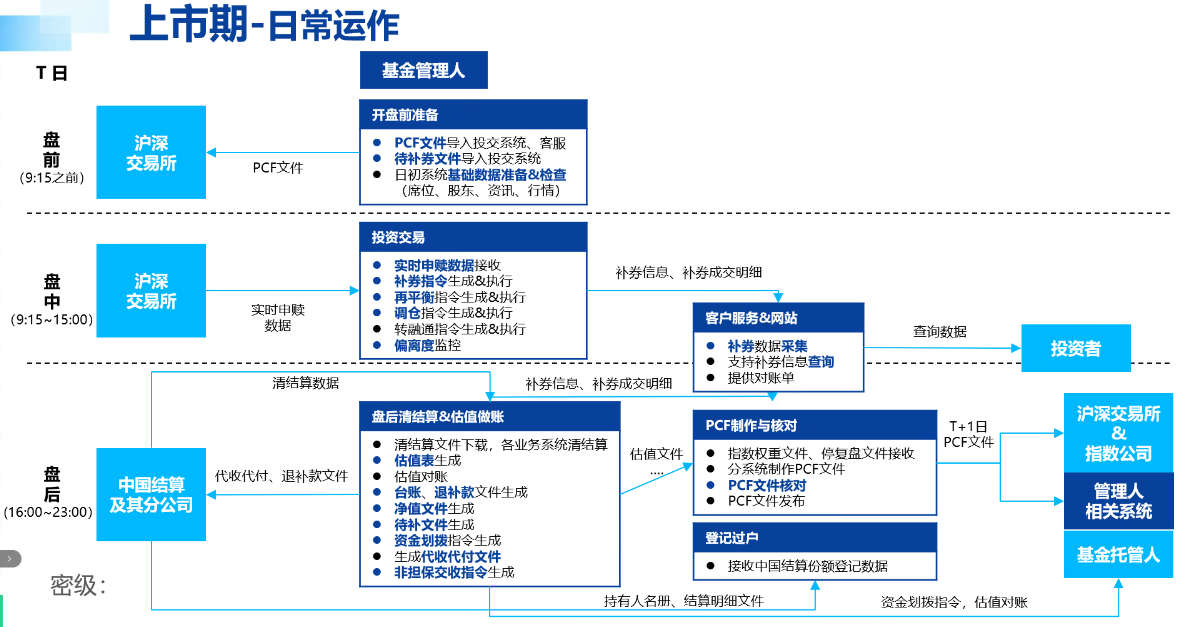 上市期-日常运作
T 日
基金管理人
盘
前
(9:15之前)
沪深
交易所
PCF文件
开盘前准备
● PCF文件导入投交系统、客服
● 待补券文件导入投交系统
● 日初系统基础数据准备&检查
（席位、股东、资讯、行情）
盘
中
(9:15~15:00)
沪深
交易所
实时申赎
数据
投资交易
● 实时申赎数据接收
● 补券指令生成&执行
● 再平衡指令生成&执行
● 调仓指令生成&执行
● 转融通指令生成&执行
● 偏离度监控
补券信息、补券成交明细
客户服务&网站
● 补券数据采集
● 支持补券信息查询
● 提供对账单
查询数据
投资者
清结算数据
补券信息、补券成交明细
盘
后
(16:00~23:00)
中国结算
及其分公司
代收代付、退补款文件
盘后清结算&估值做账
● 清结算文件下载，各业务系统清结算
● 估值表生成
● 估值对账
● 台账、退补款文件生成
● 净值文件生成
● 待补文件生成
● 资金划拨指令生成
● 生成代收代付文件
● 非担保交收指令生成
估值文件
....
PCF制作与核对
● 指数权重文件、停复盘文件接收
● 分系统制作PCF文件
● PCF文件核对
● PCF文件发布
T+1日
PCF文件
沪深交易所
&
指数公司
管理人
相关系统
基金托管人
登记过户
● 接收中国结算份额登记数据
持有人名册、结算明细文件
资金划拨指令，估值对账
密级：